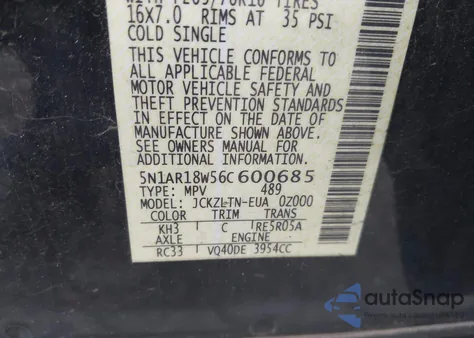 16X7.0 RIMS AT 35 PSI
COLD SINGLE
THIS VEHICLE CONFORMS TO
ALL APPLICABLE FEDERAL
MOTOR VEHICLE SAFETY AND
THEFT PREVENTION STANDARDS
IN EFFECT ON THE DATE OF
MANUFACTURE SHOWN ABOVE.
SEE OWNERS MANUAL FOR
ADDITIONAL INFORMATION
5N1AR18W56C600685
TYPE: MPV 489
MODEL: JCKZLTN-EUA 0Z000
COLOR TRIM TRANS
KH3 C RE5R05A
AXLE ENGINE
RC33 VQ40DE 3954CC
autoSnap